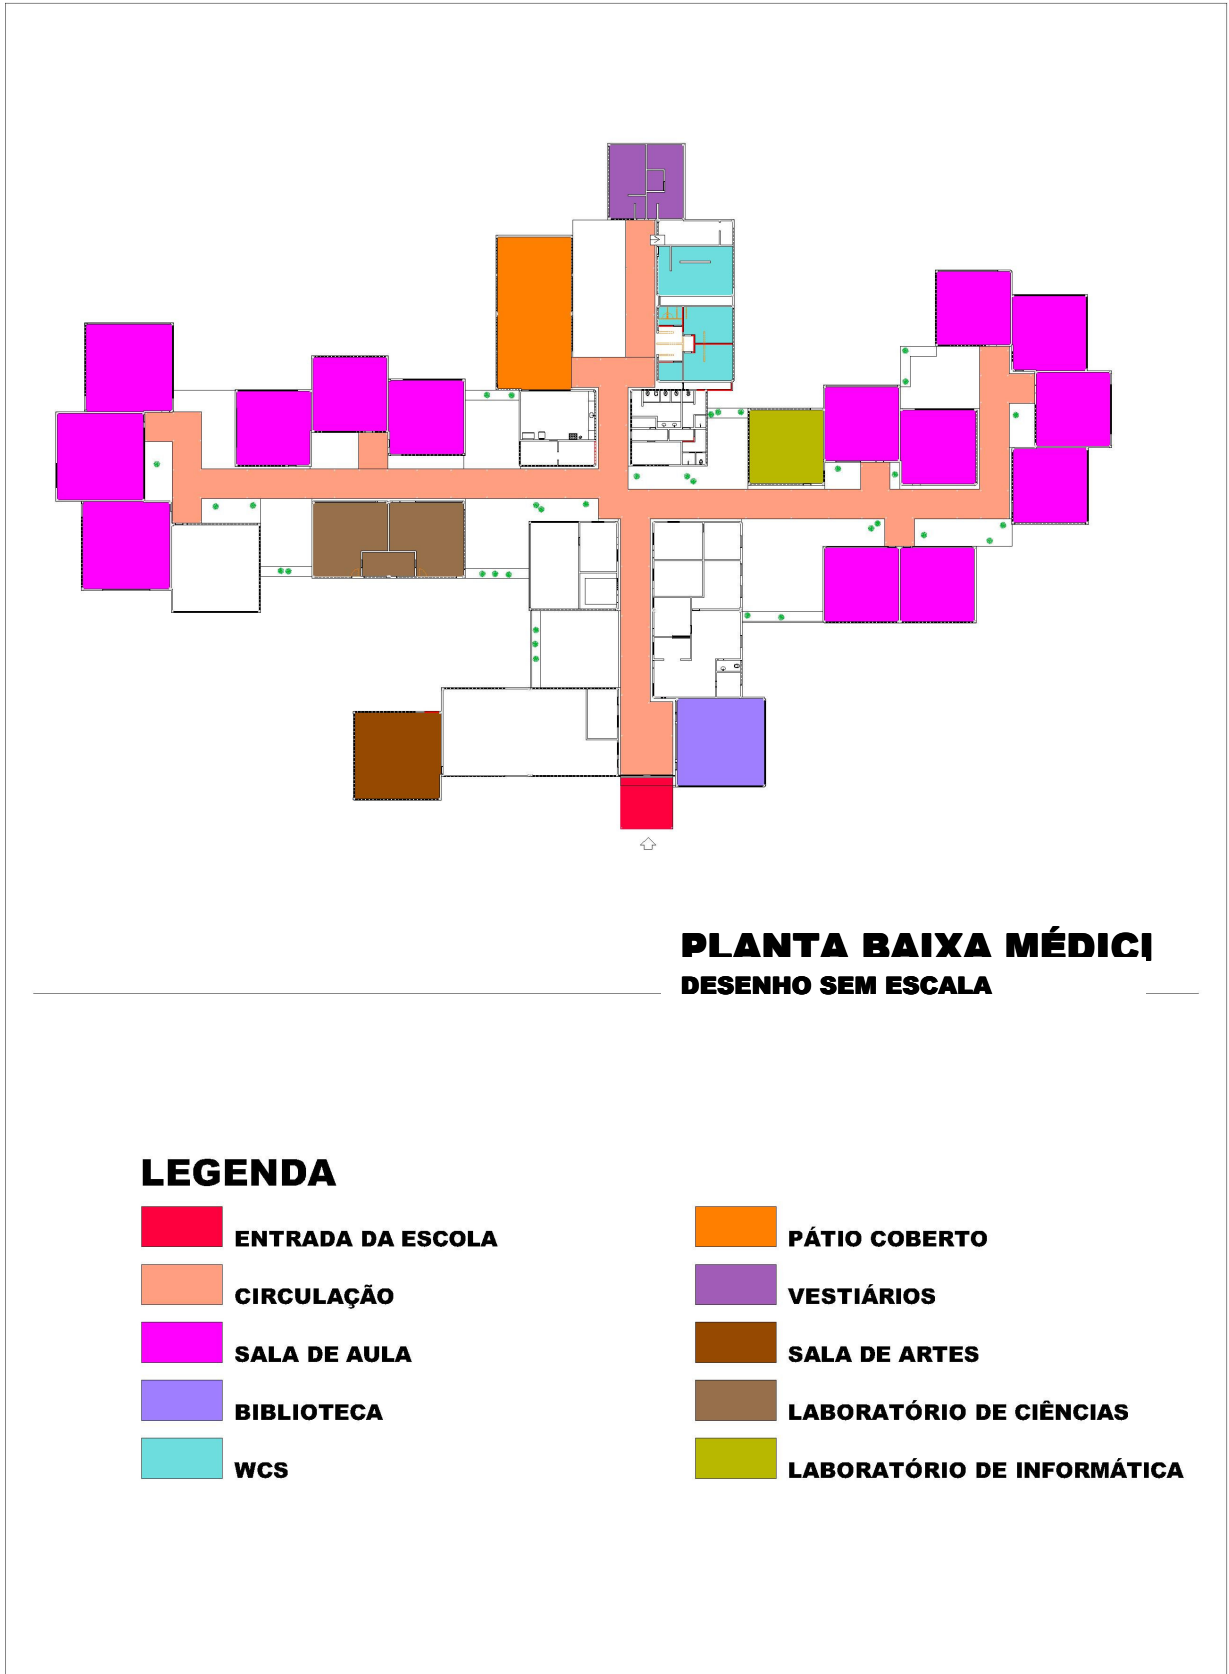 PLANTA BAIXA MÉDICI
DESENHO SEM ESCALA
LEGENDA
ENTRADA DA ESCOLA
CIRCULAÇÃO
SALA DE AULA
BIBLIOTECA
WCS
PÁTIO COBERTO
VESTIÁRIOS
SALA DE ARTES
LABORATÓRIO DE CIÊNCIAS
LABORATÓRIO DE INFORMÁTICA